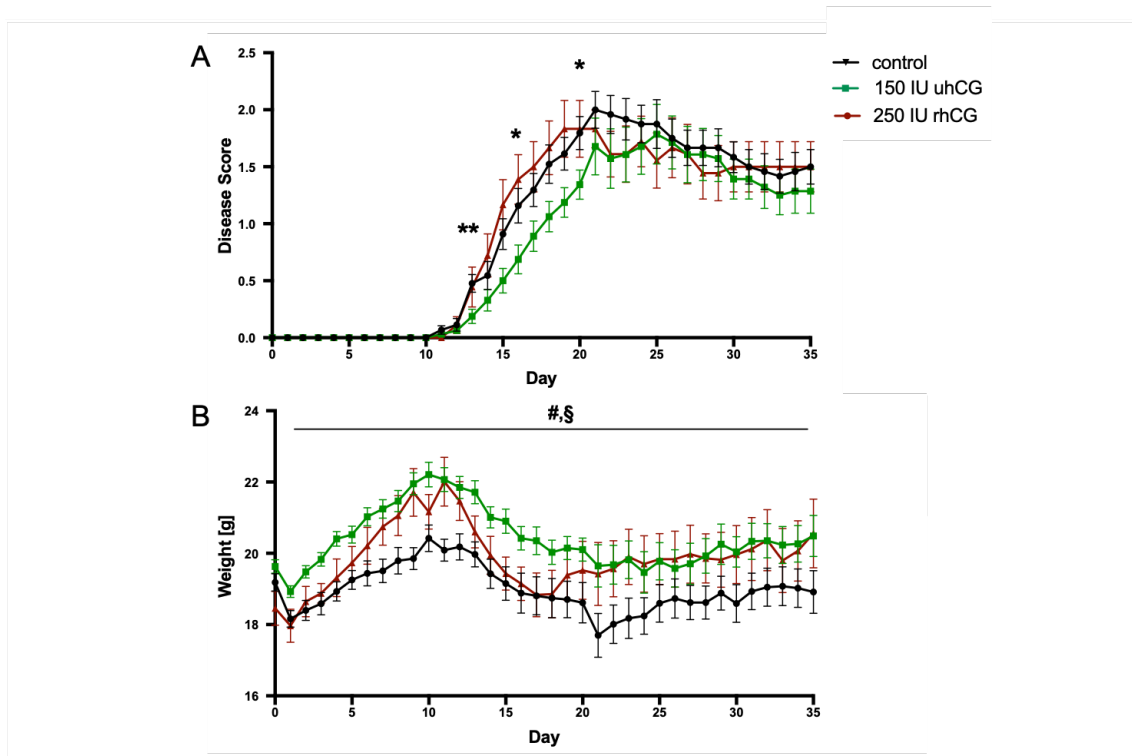 A
2.5
2.0
1.5
1.0
0.5
0.0
Disease Score
**
*
*
0 5 10 15 20 25 30 35
Day
control
150 IU uhCG
250 IU rhCG
B
24
22
20
18
16
Weight [g]
#,§
0 5 10 15 20 25 30 35
Day